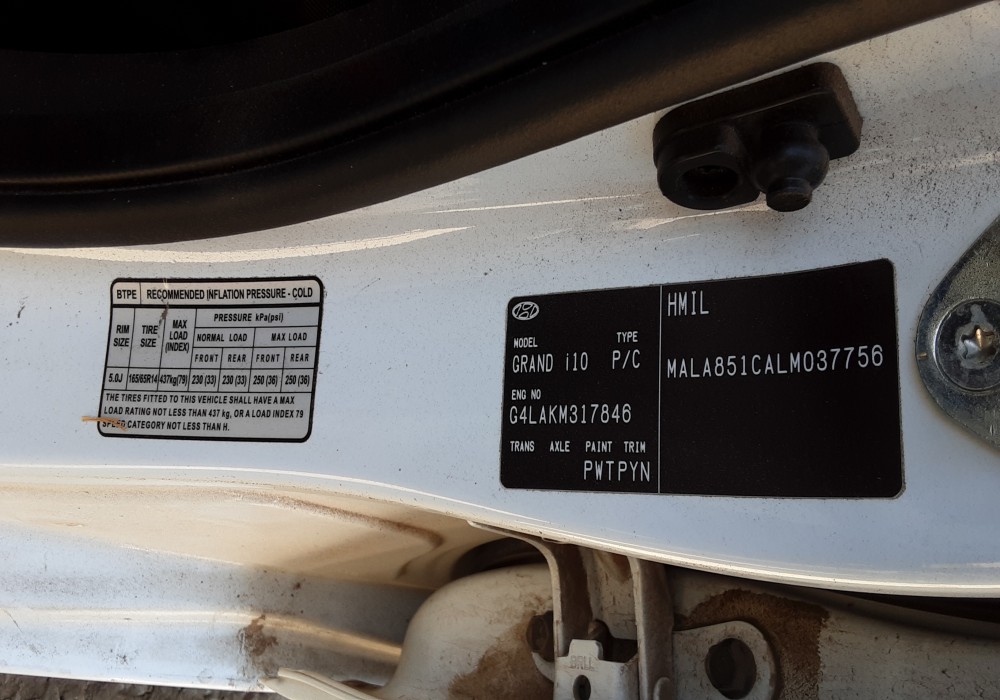 BTPE RECOMMENDED INFLATION PRESSURE - COLD
RIM SIZE TIRE SIZE MAX LOAD (INDEX) PRESSURE kPa(psi)
NORMAL LOAD MAX LOAD
FRONT REAR FRONT REAR
5.0J 165/65R14 437kg(79) 230 (33) 230 (33) 250 (36) 250 (36)
THE TIRES FITTED TO THIS VEHICLE SHALL HAVE A MAX
LOAD RATING NOT LESS THAN 437 kg, OR A LOAD INDEX 79
SPEED CATEGORY NOT LESS THAN H.
MODEL TYPE
GRAND i10 P/C
ENG NO
G4LAKM317846
TRANS AXLE PAINT TRIM
PWTPYN
HMIL
MALA851CALM037756